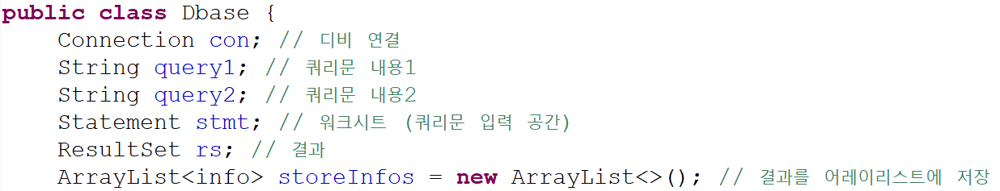 public class Dbase {
Connection con; // 디비 연결
String query1; // 쿼리문 내용1
String query2; // 쿼리문 내용2
Statement stmt; // 워크시트 (쿼리문 입력 공간)
ResultSet rs; // 결과
ArrayList<info> storeInfos = new ArrayList<>(); // 결과를 어레이리스트에 저장